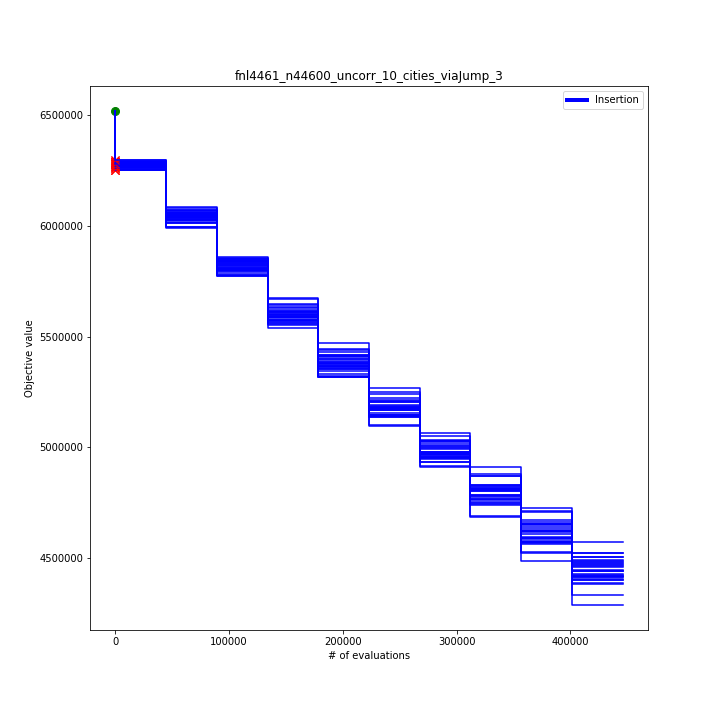 fnl4461_n44600_uncorr_10_cities_viaJump_3
Insertion
6500000
6000000
5500000
5000000
4500000
Objective value
0 100000 200000 300000 400000
# of evaluations